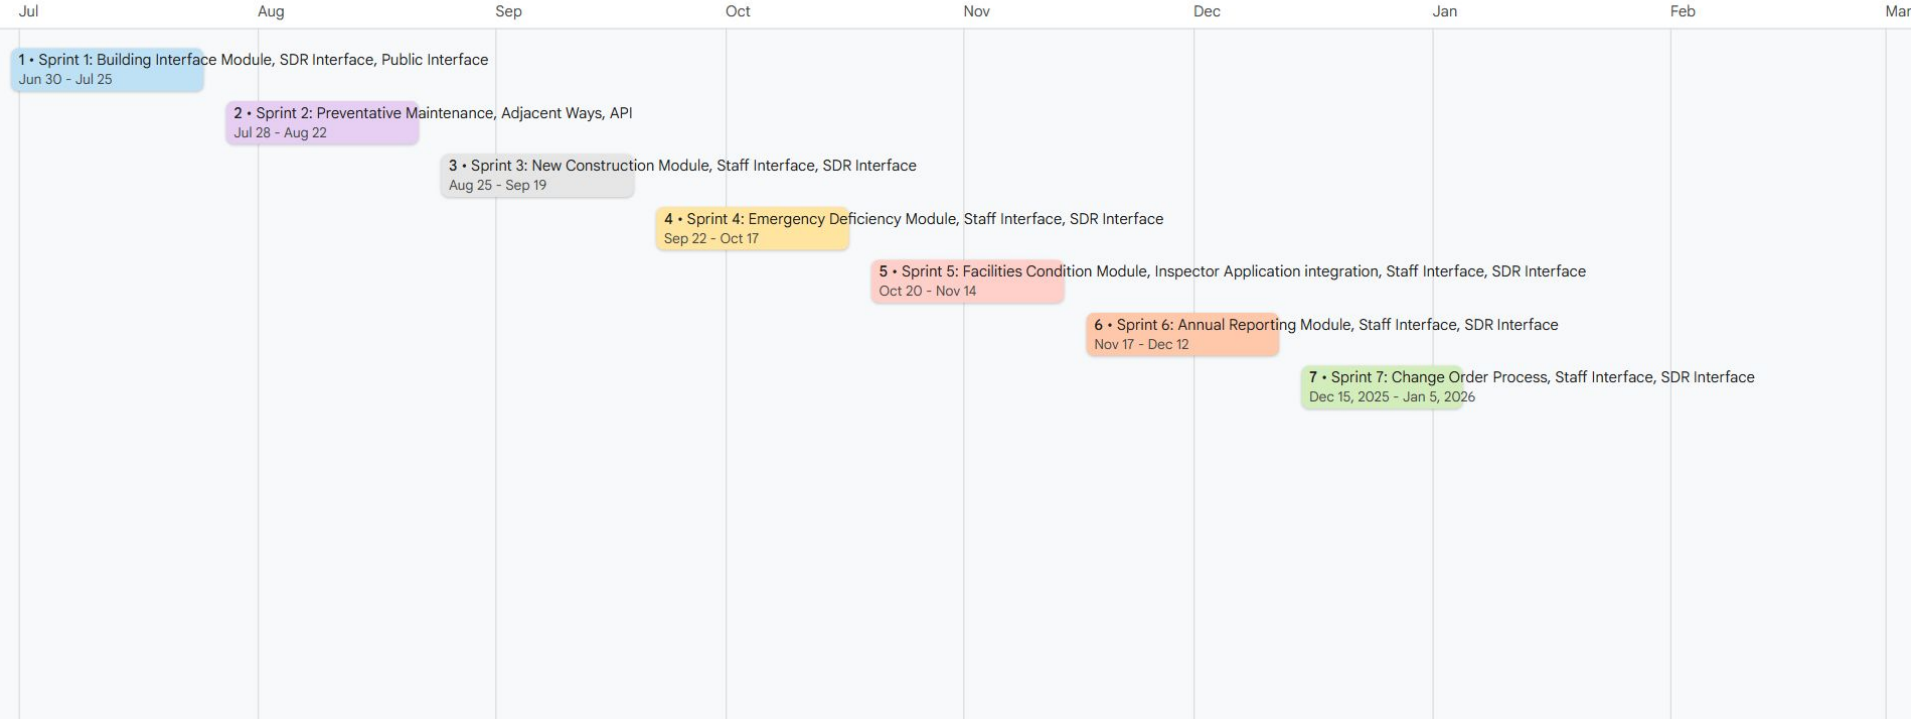 Jul Aug Sep Oct Nov Dec Jan Feb Mar
1 • Sprint 1: Building Interface Module, SDR Interface, Public Interface
Jun 30 - Jul 25
2 • Sprint 2: Preventative Maintenance, Adjacent Ways, API
Jul 28 - Aug 22
3 • Sprint 3: New Construction Module, Staff Interface, SDR Interface
Aug 25 - Sep 19
4 • Sprint 4: Emergency Deficiency Module, Staff Interface, SDR Interface
Sep 22 - Oct 17
5 • Sprint 5: Facilities Condition Module, Inspector Application integration, Staff Interface, SDR Interface
Oct 20 - Nov 14
6 • Sprint 6: Annual Reporting Module, Staff Interface, SDR Interface
Nov 17 - Dec 12
7 • Sprint 7: Change Order Process, Staff Interface, SDR Interface
Dec 15, 2025 - Jan 5, 2026